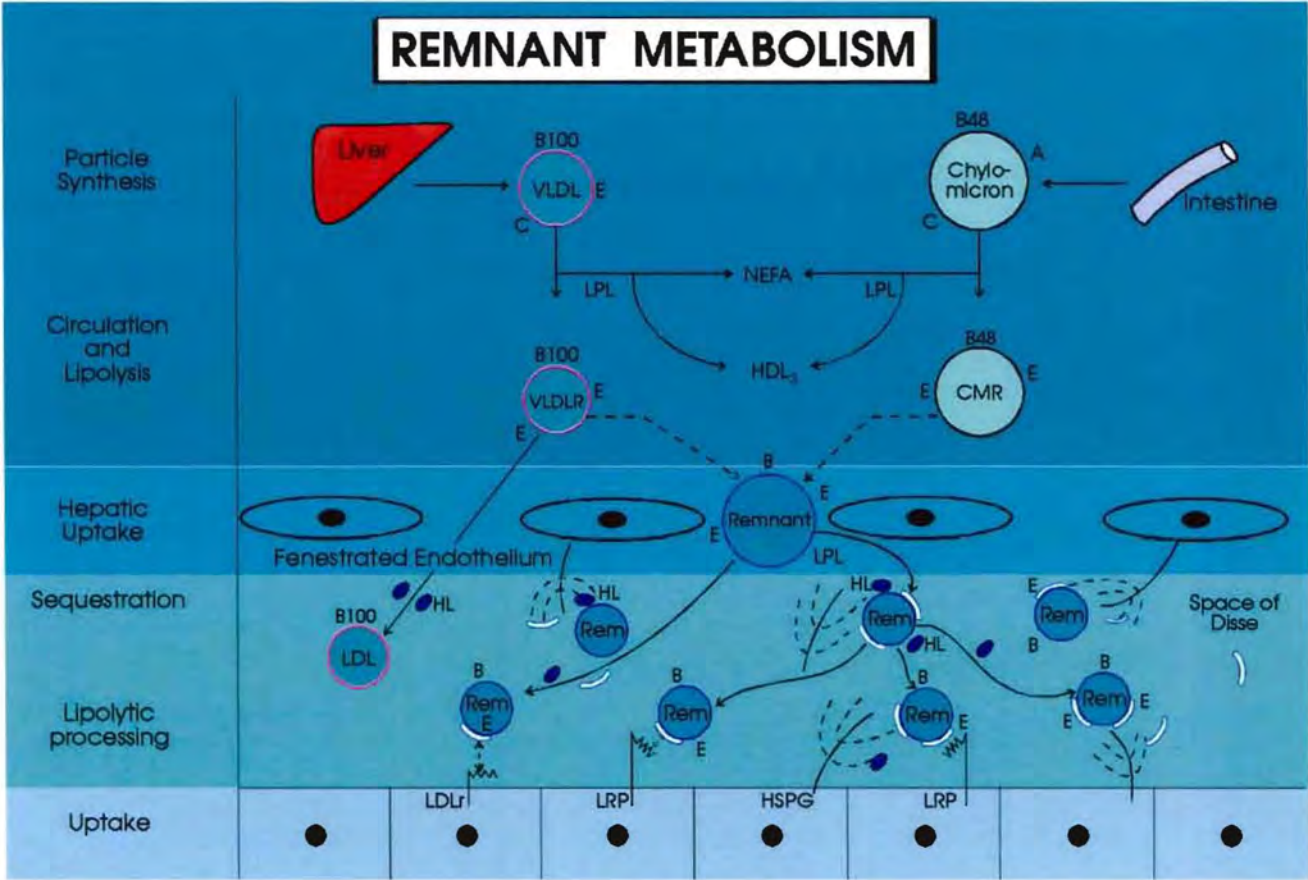 REMNANT METABOLISM
Particle
Synthesis
Liver
B100
VLDL
E
C
B48
A
Chylo-
micron
C
Intestine
LPL
NEFA
LPL
Circulation
and
Lipolysis
B100
VLDLR
E
E
HDL3
B48
E
E
CMR
Hepatic
Uptake
B
E
Remnant
E
LPL
Fenestrated Endothelium
Sequestration
HL
B100
LDL
HL
Rem
HL
Rem
HL
E
Rem
B
Space of
Disse
Lipolytic
processing
B
Rem
E
B
Rem
E
B
Rem
E
B
Rem
E
E
Uptake
LDLr
LRP
HSPG
LRP